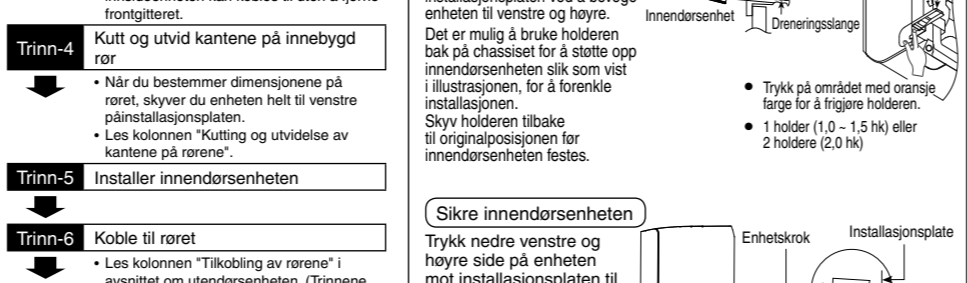 frontgitteret.
Trinn-4
Kutt og utvid kantene på innebygd
rør
• Når du bestemmer dimensjonene på
røret, skyver du enheten helt til venstre
påinstallasjonsplaten.
• Les kolonnen "Kutting og utvidelse av
kantene på rørene".
Trinn-5
Installer innendørsenheten
Trinn-6
Koble til røret
• Les kolonnen "Tilkobling av rørene" i
avsnittet om utendørsenheten. (Trinnene
installasjonsplaten ved å bevege
enheten til venstre og høyre.
Det er mulig å bruke holderen
bak på chassiset for å støtte opp
innendørsenheten slik som vist
i illustrasjonen, for å forenkle
installasjonen.
Skyv holderen tilbake
til originalposisjonen før
innendørsenheten festes.
Innendørsenhet
Dreneringsslange
● Trykk på området med oransje
farge for å frigjøre holderen.
● 1 holder (1,0 ~ 1,5 hk) eller
2 holdere (2,0 hk)
Sikre innendørsenheten
Trykk nedre venstre og
høyre side på enheten
mot installasjonsplaten til
Enhetskrok
Installasjonsplate